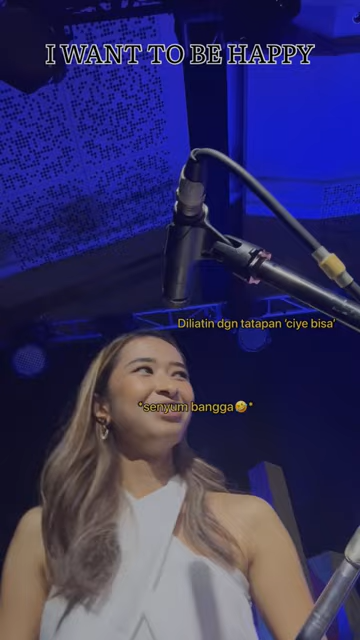 I WANT TO BE HAPPY
Diliatin dgn tatapan 'ciye bisa'
*senyum bangga🤣*